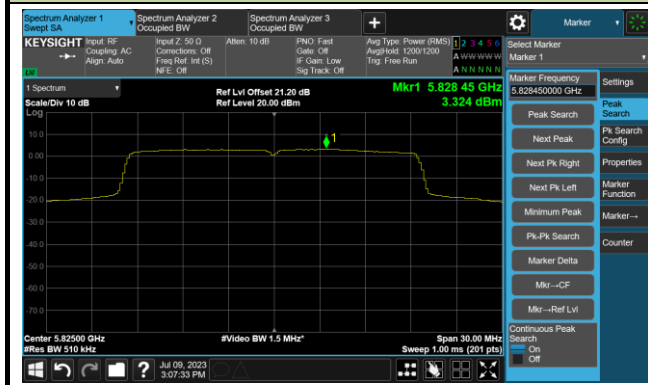 Spectrum Analyzer 1
Swept SA
Spectrum Analyzer 2
Occupied BW
Spectrum Analyzer 3
Occupied BW
+
Marker
KEYSIGHT
Input: RF
Coupling: AC
Align: Auto
Input Z: 50 Ω
Corrections: Off
Freq Ref: Int (S)
NFE: Off
Atten: 10 dB
PNO: Fast
Gate: Off
IF Gain: Low
Sig Track: Off
Avg Type: Power (RMS)
Avg|Hold: 1200/1200
Trig: Free Run
1 2 3 4 5 6
A W W W W W
A N N N N N
Select Marker
Marker 1
1 Spectrum
Scale/Div 10 dB
Log
Ref Lvl Offset 21.20 dB
Ref Level 20.00 dBm
Mkr1 5.828 45 GHz
3.324 dBm
10.0
0.00
-10.0
-20.0
-30.0
-40.0
-50.0
-60.0
-70.0
1
Center 5.82500 GHz
#Res BW 510 kHz
#Video BW 1.5 MHz*
Span 30.00 MHz
Sweep 1.00 ms (201 pts)
Marker Frequency
5.828450000 GHz
Peak Search
Next Peak
Next Pk Right
Next Pk Left
Minimum Peak
Pk-Pk Search
Marker Delta
Mkr→CF
Mkr→Ref Lvl
Continuous Peak
Search
On
Off
Settings
Peak
Search
Pk Search
Config
Properties
Marker
Function
Marker→
Counter
?
Jul 09, 2023
3:07:33 PM